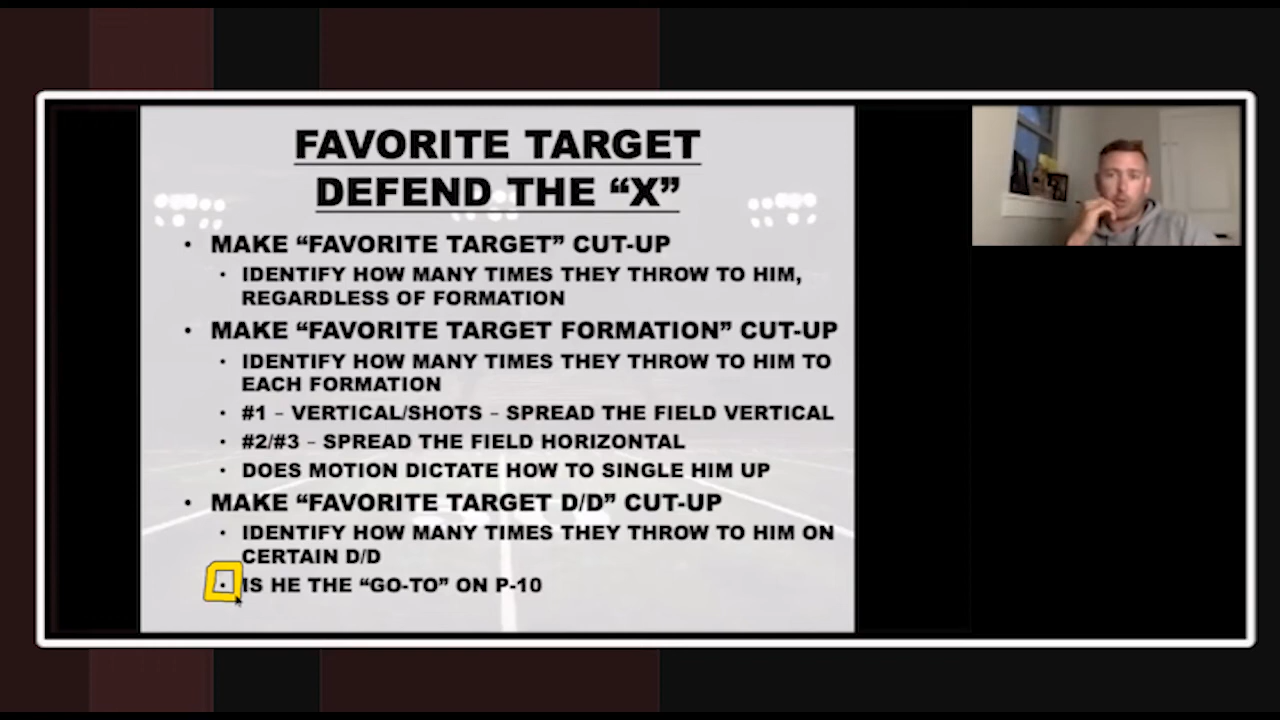 FAVORITE TARGET
DEFEND THE “X”
• MAKE “FAVORITE TARGET” CUT-UP
• IDENTIFY HOW MANY TIMES THEY THROW TO HIM,
REGARDLESS OF FORMATION
• MAKE “FAVORITE TARGET FORMATION” CUT-UP
• IDENTIFY HOW MANY TIMES THEY THROW TO HIM TO
EACH FORMATION
• #1 – VERTICAL/SHOTS – SPREAD THE FIELD VERTICAL
• #2/#3 – SPREAD THE FIELD HORIZONTAL
• DOES MOTION DICTATE HOW TO SINGLE HIM UP
• MAKE “FAVORITE TARGET D/D” CUT-UP
• IDENTIFY HOW MANY TIMES THEY THROW TO HIM ON
CERTAIN D/D
• IS HE THE “GO-TO” ON P-10